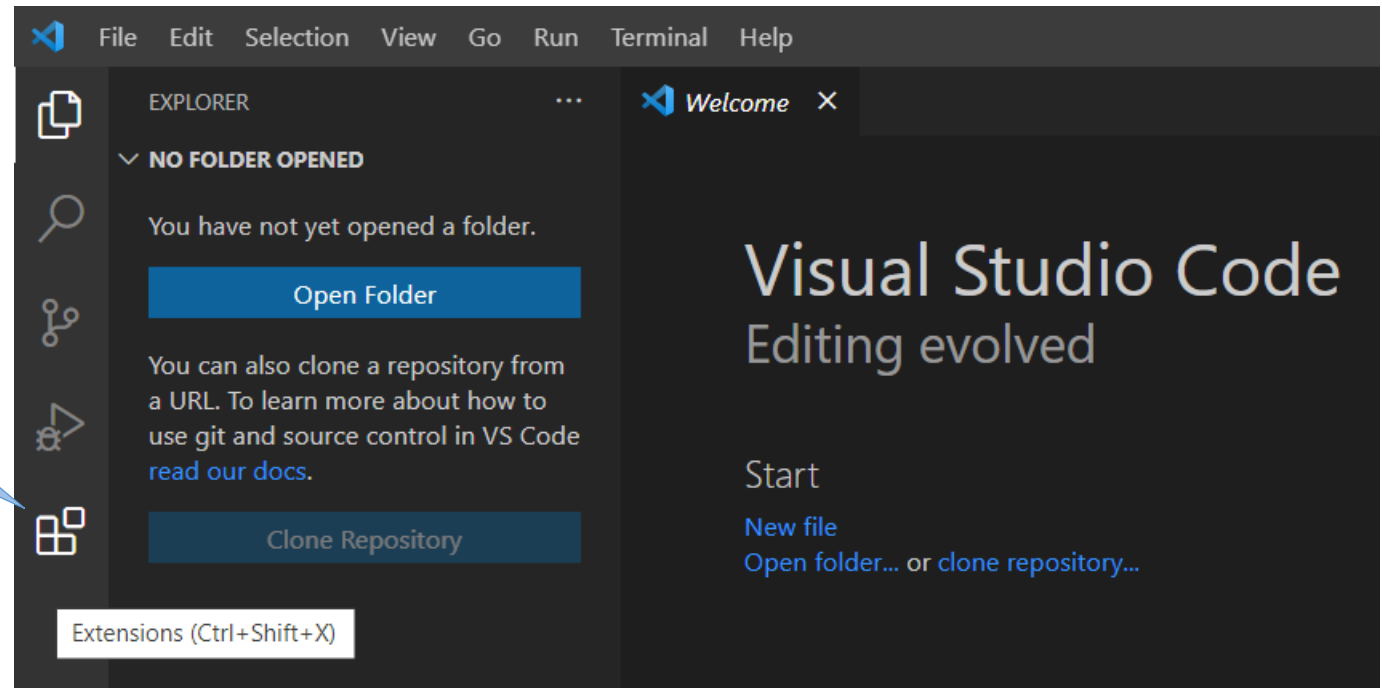 File Edit Selection View Go Run Terminal Help
EXPLORER ...
Welcome
NO FOLDER OPENED
You have not yet opened a folder.
Open Folder
You can also clone a repository from
a URL. To learn more about how to
use git and source control in VS Code
read our docs.
Clone Repository
Extensions (Ctrl+Shift+X)
Visual Studio Code
Editing evolved
Start
New file
Open folder... or clone repository...